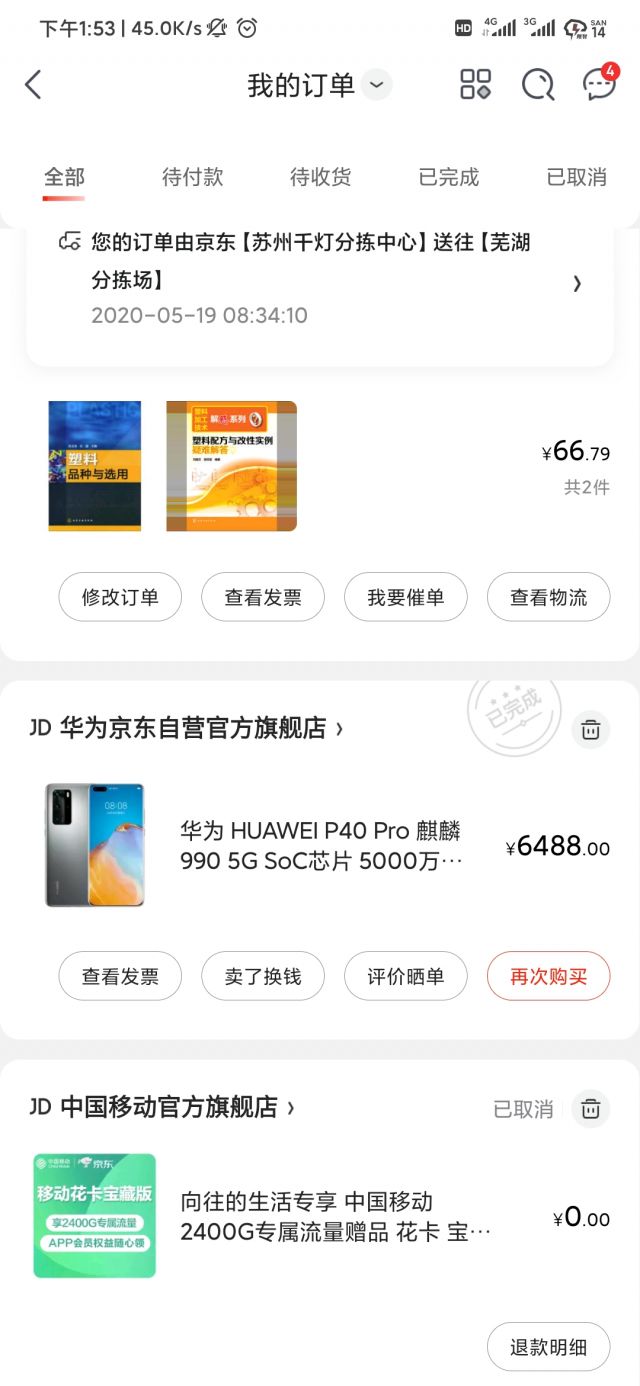 下午1:53 | 45.0K/s
HD 4G 3G SAN 14
我的订单
4
全部 待付款 待收货 已完成 已取消
您的订单由京东【苏州千灯分拣中心】送往【芜湖
分拣场】
2020-05-19 08:34:10
PLASTIC
塑料
品种与选用
塑料
加工
技术
解惑系列
塑料配方与改性实例
疑难解答
¥66.79
共2件
修改订单 查看发票 我要催单 查看物流
JD 华为京东自营官方旗舰店
已完成
08:08
华为 HUAWEI P40 Pro 麒麟
990 5G SoC芯片 5000万…
¥6488.00
查看发票 卖了换钱 评价晒单 再次购买
JD 中国移动官方旗舰店
已取消
中国移动 京东
移动花卡宝藏版
享2400G专属流量
APP会员权益随心领
向往的生活专享 中国移动
2400G专属流量赠品 花卡 宝…
¥0.00
退款明细